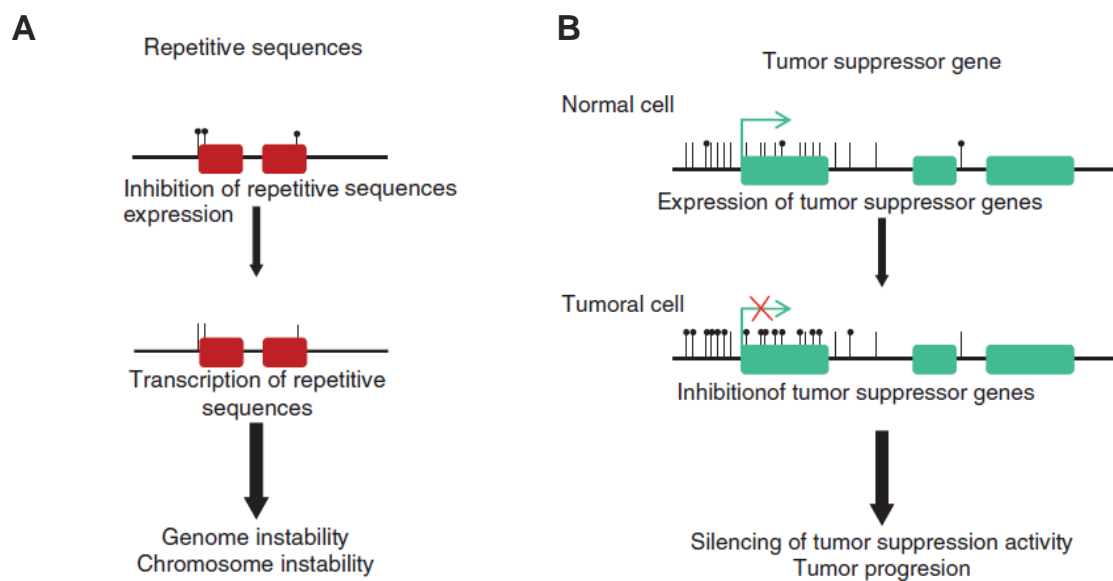 A
Repetitive sequences
Inhibition of repetitive sequences
expression
Transcription of repetitive
sequences
Genome instability
Chromosome instability
B
Tumor suppressor gene
Normal cell
Expression of tumor suppressor genes
Tumoral cell
Inhibitionof tumor suppressor genes
Silencing of tumor suppression activity
Tumor progresion